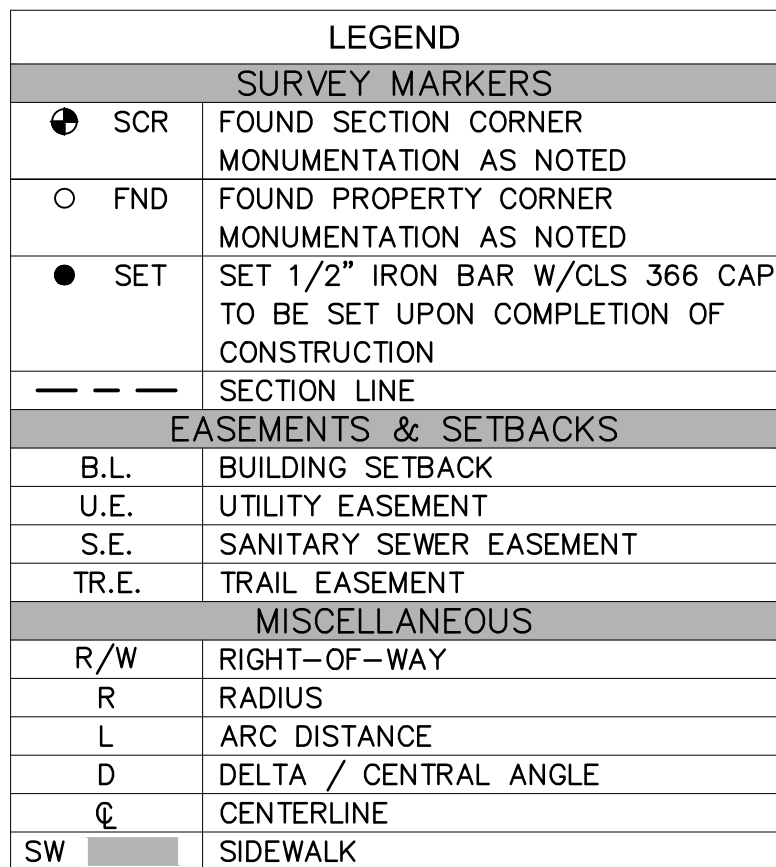 LEGEND
SURVEY MARKERS
SCR FOUND SECTION CORNER
MONUMENTATION AS NOTED
FND FOUND PROPERTY CORNER
MONUMENTATION AS NOTED
SET SET 1/2" IRON BAR W/CLS 366 CAP
TO BE SET UPON COMPLETION OF
CONSTRUCTION
SECTION LINE
EASEMENTS & SETBACKS
B.L. BUILDING SETBACK
U.E. UTILITY EASEMENT
S.E. SANITARY SEWER EASEMENT
TR.E. TRAIL EASEMENT
MISCELLANEOUS
R/W RIGHT-OF-WAY
R RADIUS
L ARC DISTANCE
D DELTA / CENTRAL ANGLE
℄ CENTERLINE
SW SIDEWALK